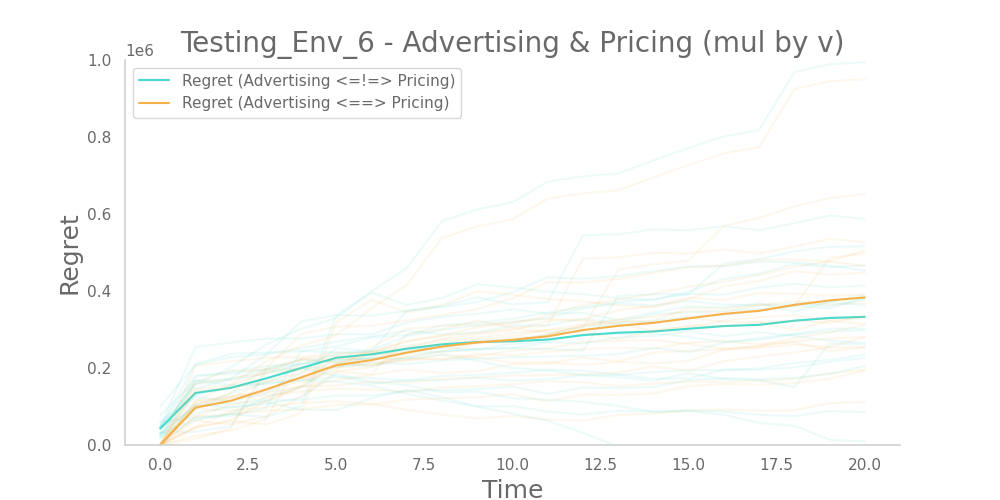 Testing_Env_6 - Advertising & Pricing (mul by v)
1e6
Regret (Advertising <=!=> Pricing)
Regret (Advertising <==> Pricing)
1.0
0.8
0.6
0.4
0.2
0.0
Regret
0.0 2.5 5.0 7.5 10.0 12.5 15.0 17.5 20.0
Time